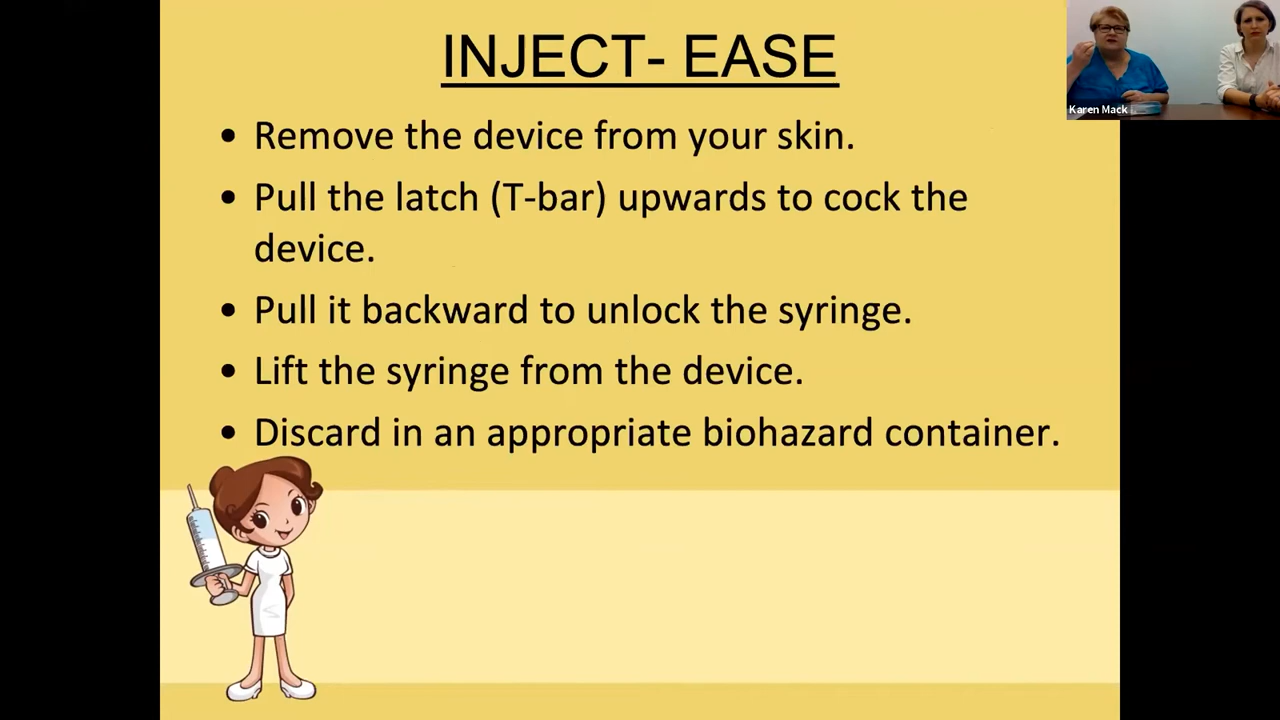 INJECT- EASE
• Remove the device from your skin.
• Pull the latch (T-bar) upwards to cock the
device.
• Pull it backward to unlock the syringe.
• Lift the syringe from the device.
• Discard in an appropriate biohazard container.
Karen Mack